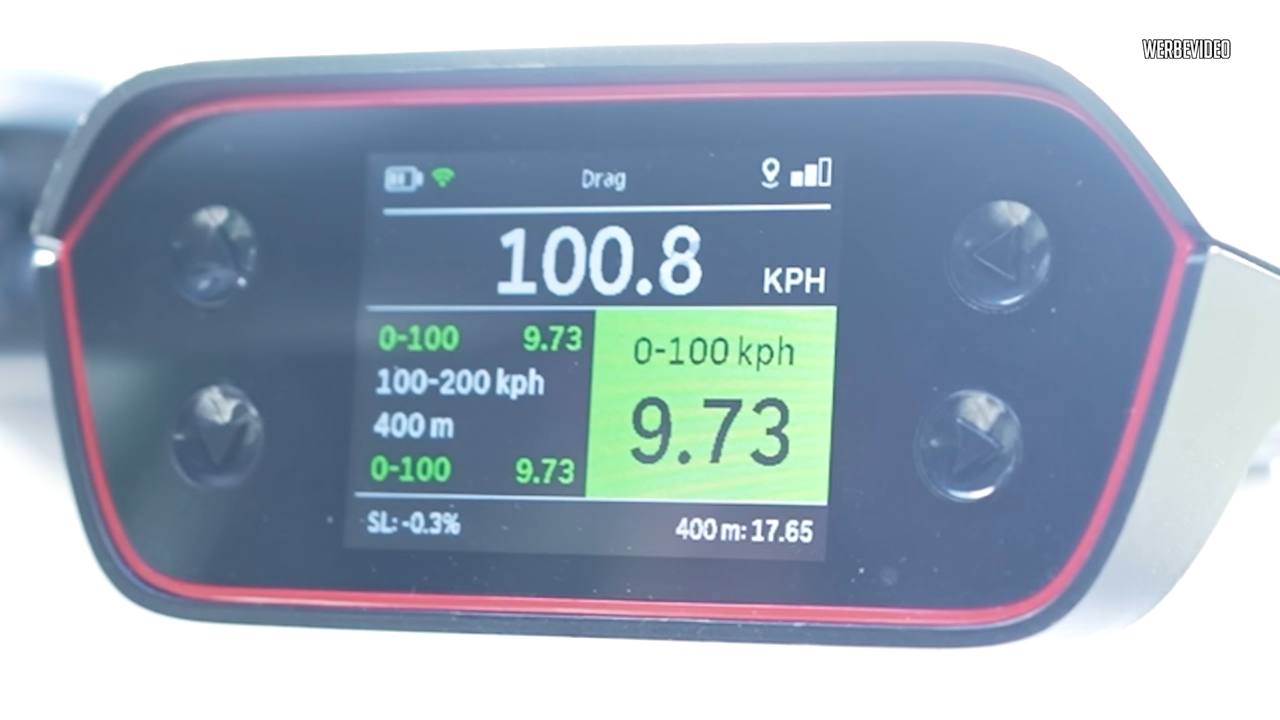 WERBEVIDEO
Drag
100.8 KPH
0-100 9.73
100-200 kph
400 m
0-100 9.73
0-100 kph
9.73
SL: -0.3%
400 m: 17.65